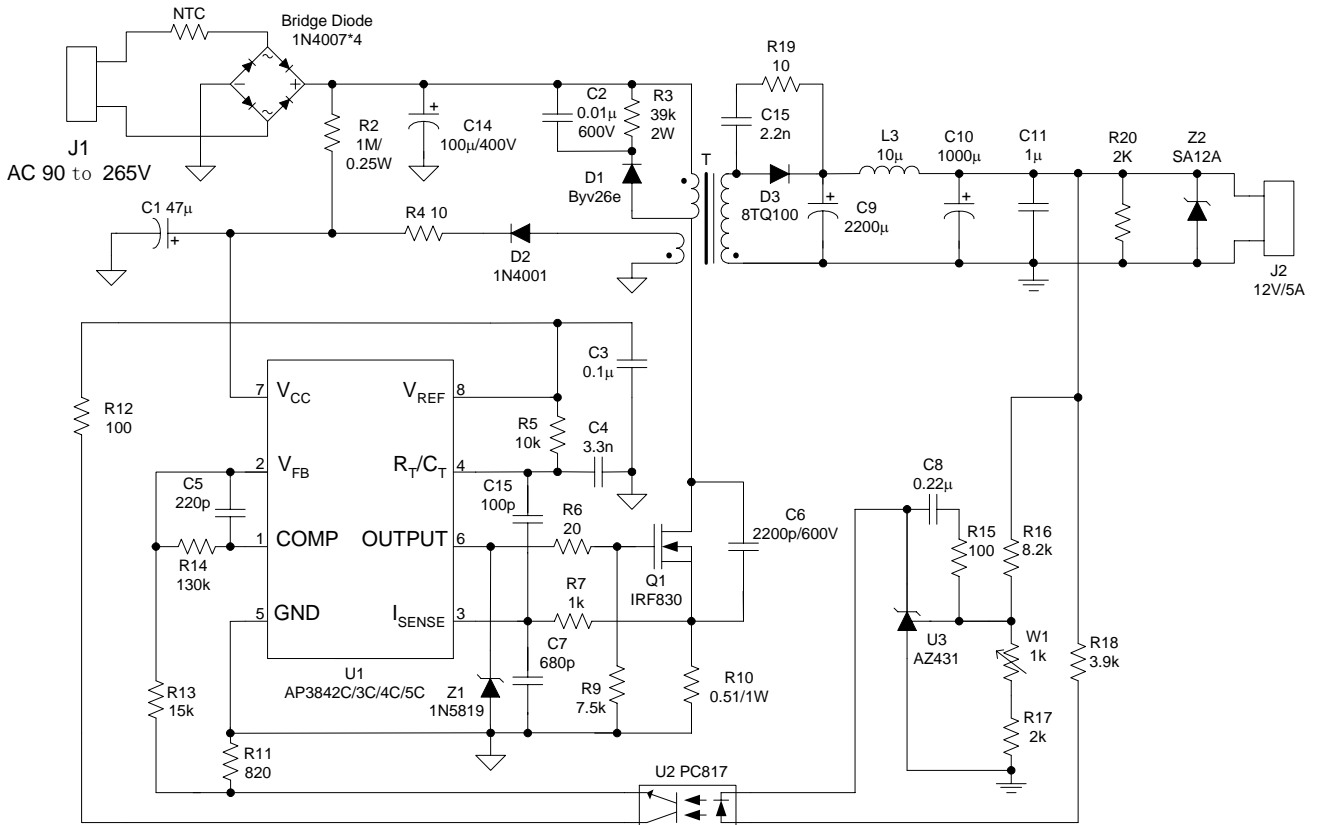 NTC
Bridge Diode
1N4007*4
J1
AC 90 to 265V
R2
1M/
0.25W
C14
100μ/400V
+
C2
0.01μ
600V
R3
39k
2W
D1
Byv26e
T
R19
10
C15
2.2n
D3
8TQ100
+
C9
2200μ
L3
10μ
C10
1000μ
+
C11
1μ
R20
2K
Z2
SA12A
J2
12V/5A
C1 47μ
+
R4 10
D2
1N4001
R12
100
C3
0.1μ
7 VCC
VREF 8
R5
10k
C4
3.3n
2 VFB
RT/CT 4
C5
220p
C15
100p
1 COMP
OUTPUT 6
R14
130k
R6
20
Q1
IRF830
C6
2200p/600V
5 GND
ISENSE 3
R7
1k
C7
680p
U1
AP3842C/3C/4C/5C
Z1
1N5819
R9
7.5k
R10
0.51/1W
R13
15k
R11
820
C8
0.22μ
R15
100
R16
8.2k
U3
AZ431
W1
1k
R18
3.9k
R17
2k
U2 PC817